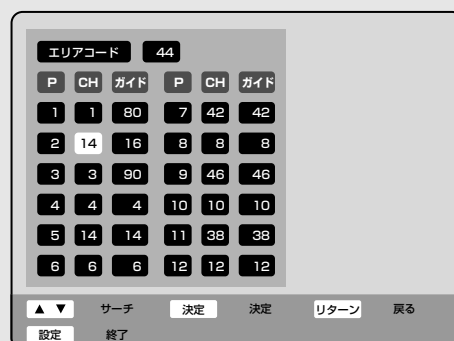 エリアコード 44
P CH ガイド P CH ガイド
1 1 80 7 42 42
2 14 16 8 8 8
3 3 90 9 46 46
4 4 4 10 10 10
5 14 14 11 38 38
6 6 6 12 12 12
▲ ▼ サーチ 決定 決定 リターン 戻る
設定 終了